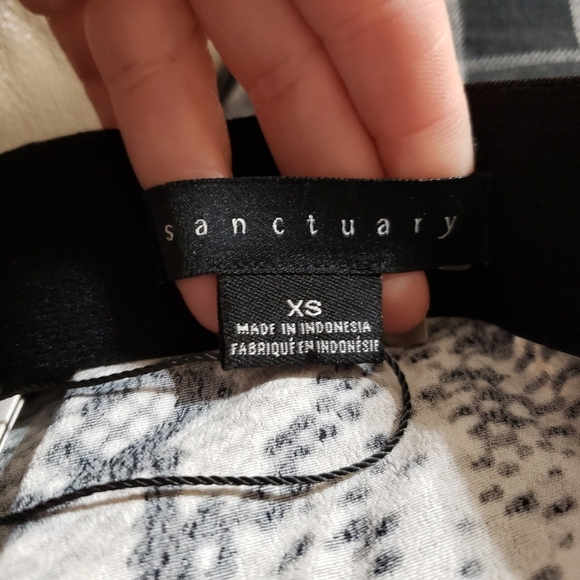 sanctuary
XS
MADE IN INDONESIA
FABRIQUÉ EN INDONÉSIE